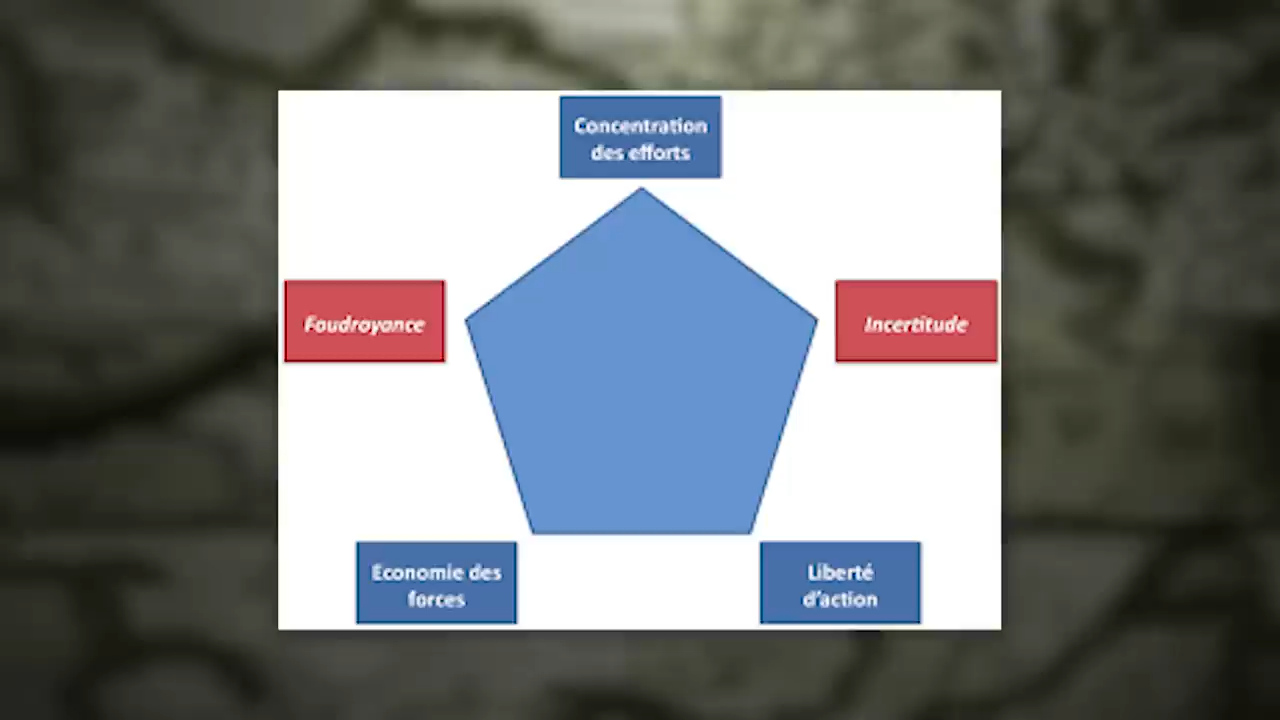 Concentration
des efforts
Foudroyance
Incertitude
Economie des
forces
Liberté
d'action